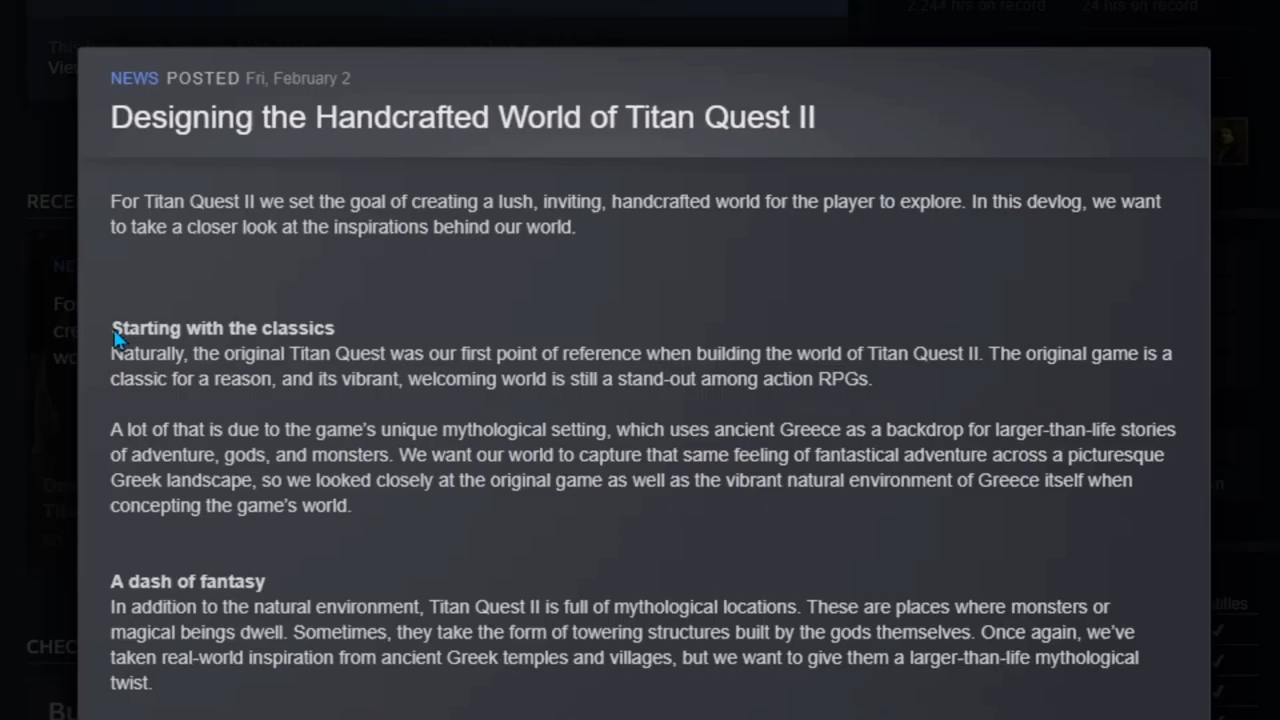 2,244 hrs on record 24 hrs on record
NEWS POSTED Fri, February 2
Designing the Handcrafted World of Titan Quest II
For Titan Quest II we set the goal of creating a lush, inviting, handcrafted world for the player to explore. In this devlog, we want
to take a closer look at the inspirations behind our world.
Starting with the classics
Naturally, the original Titan Quest was our first point of reference when building the world of Titan Quest II. The original game is a
classic for a reason, and its vibrant, welcoming world is still a stand-out among action RPGs.
A lot of that is due to the game’s unique mythological setting, which uses ancient Greece as a backdrop for larger-than-life stories
of adventure, gods, and monsters. We want our world to capture that same feeling of fantastical adventure across a picturesque
Greek landscape, so we looked closely at the original game as well as the vibrant natural environment of Greece itself when
concepting the game’s world.
A dash of fantasy
In addition to the natural environment, Titan Quest II is full of mythological locations. These are places where monsters or
magical beings dwell. Sometimes, they take the form of towering structures built by the gods themselves. Once again, we’ve
taken real-world inspiration from ancient Greek temples and villages, but we want to give them a larger-than-life mythological
twist.